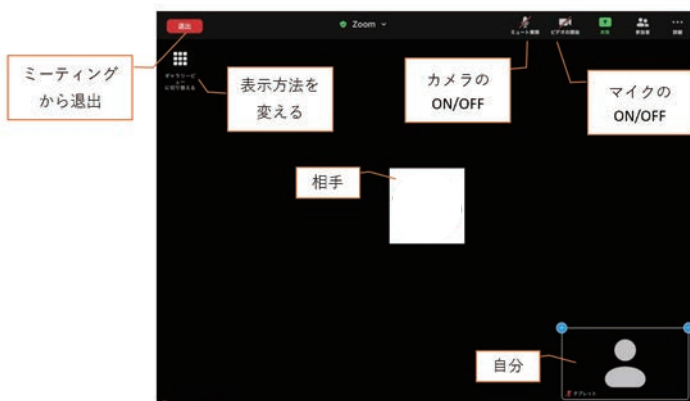 退出
Zoom
ミュート解除
ビデオの開始
共有
参加者
詳細
ギャラリービ
ュー
に切り替える
ミーティング
から退出
表示方法を
変える
カメラの
ON/OFF
マイクの
ON/OFF
相手
自分
タブレット